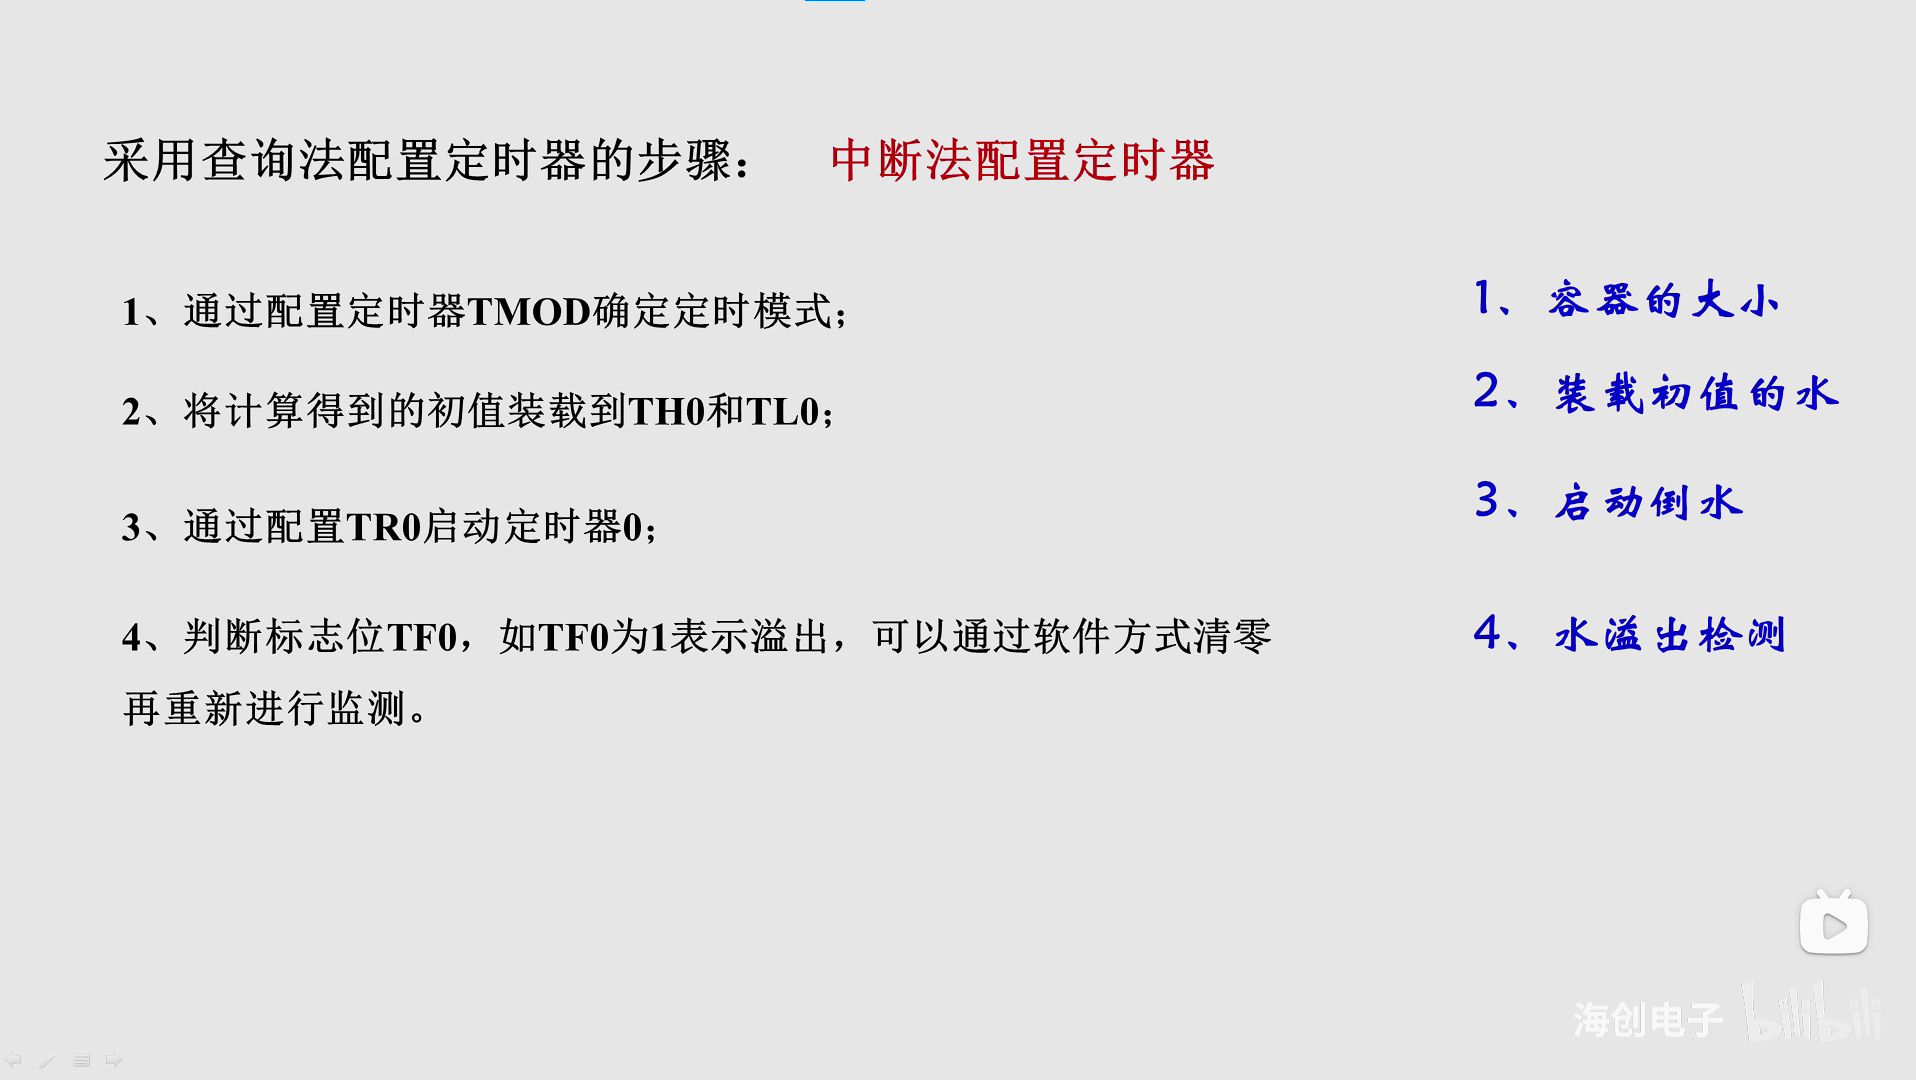 采用查询法配置定时器的步骤： 中断法配置定时器
1、通过配置定时器TMOD确定定时模式；
2、将计算得到的初值装载到TH0和TL0；
3、通过配置TR0启动定时器0；
4、判断标志位TF0，如TF0为1表示溢出，可以通过软件方式清零
再重新进行监测。
1、容器的大小
2、装载初值的水
3、启动倒水
4、水溢出检测
海创电子 bilibili